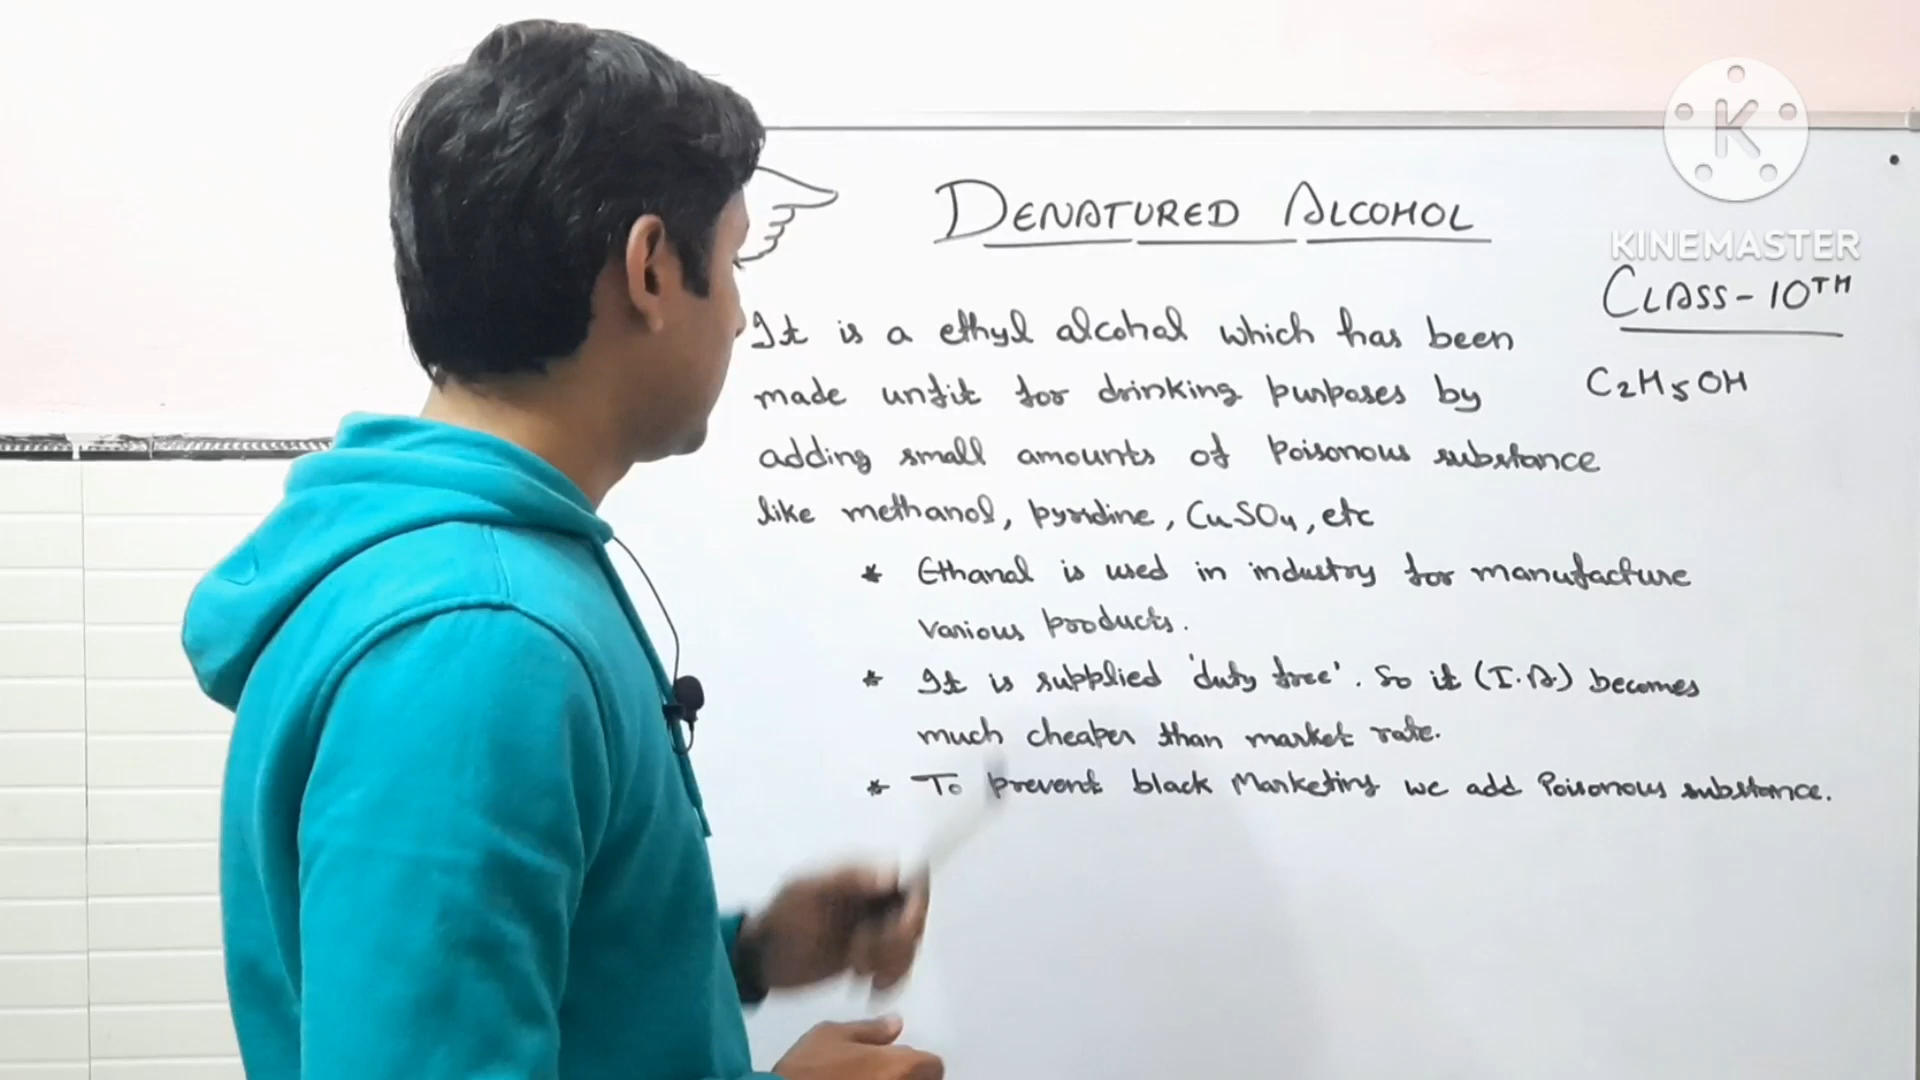 DENATURED ALCOHOL
KINEMASTER
CLASS-10TH
It is a ethyl alcohol which has been
made unfit for drinking purposes by
C2H5OH
adding small amounts of poisonous substance
like methanol, pyridine, CuSO4, etc
* Ethanal is used in industry for manufacture
various products.
* It is supplied 'duty free'. So it (I.A) becomes
much cheaper than market rate.
* To prevent black Marketing we add Poisonous substance.